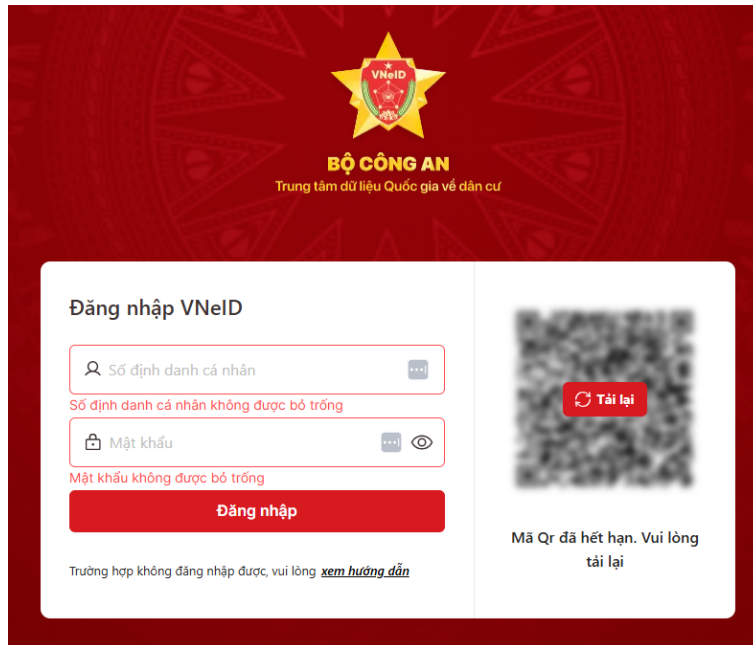 VNeID
BỘ CÔNG AN
Trung tâm dữ liệu Quốc gia về dân cư
Đăng nhập VNeID
Số định danh cá nhân
Số định danh cá nhân không được bỏ trống
Mật khẩu
Mật khẩu không được bỏ trống
Đăng nhập
Trường hợp không đăng nhập được, vui lòng xem hướng dẫn
Tải lại
Mã Qr đã hết hạn. Vui lòng
tải lại